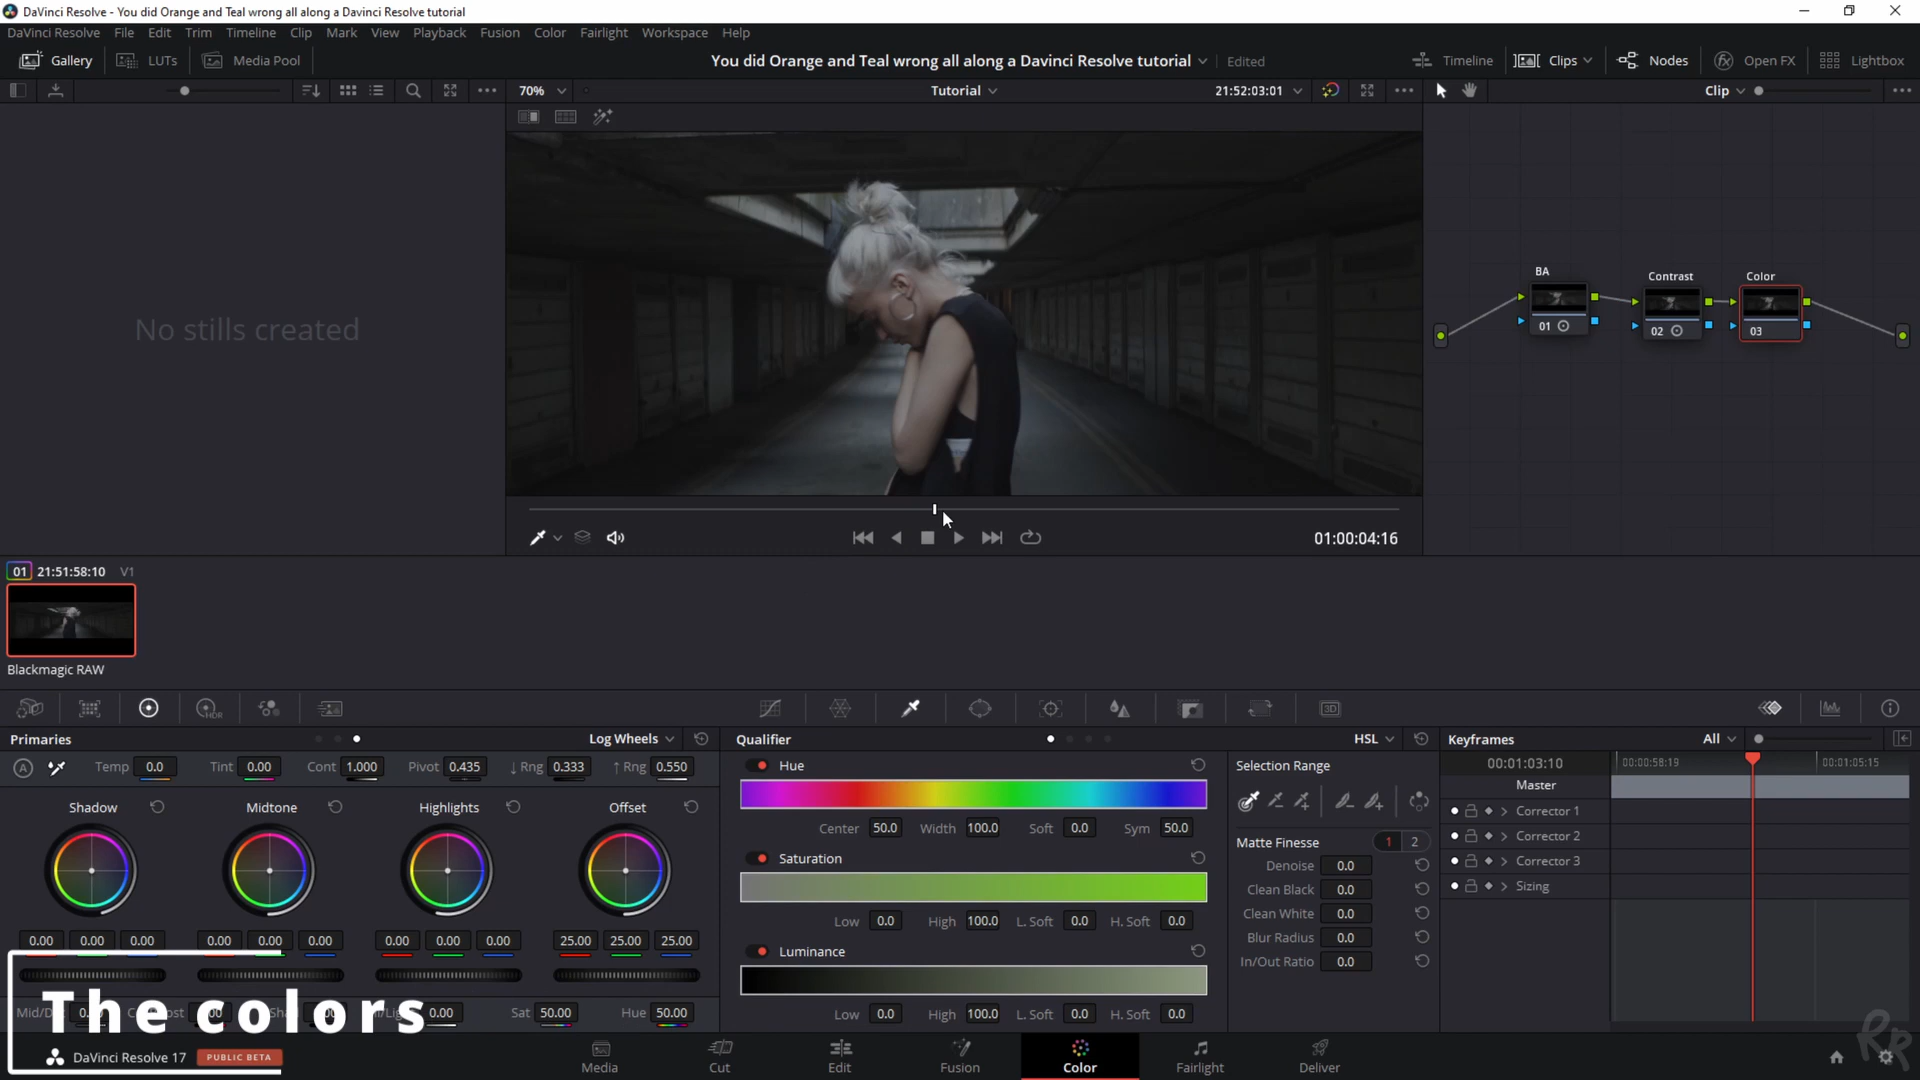 DaVinci Resolve - You did Orange and Teal wrong all along a Davinci Resolve tutorial
DaVinci Resolve File Edit Trim Timeline Clip Mark View Playback Fusion Color Fairlight Workspace Help
Gallery LUTs Media Pool You did Orange and Teal wrong all along a Davinci Resolve tutorial Edited Timeline Clips Nodes Open FX Lightbox
70% Tutorial 21:52:03:01 Clip
No stills created
BA Contrast Color
01 02 03
01:00:04:16
01 21:51:58:10 V1
Blackmagic RAW
HDR 3D
Primaries Log Wheels Qualifier HSL Keyframes All
A Temp 0.0 Tint 0.00 Cont 1.000 Pivot 0.435 ↓ Rng 0.333 ↑ Rng 0.550
Hue Selection Range 00:01:03:10 00:00:58:19 00:01:05:15
Master
Shadow Midtone Highlights Offset
Center 50.0 Width 100.0 Soft 0.0 Sym 50.0
Corrector 1
Matte Finesse 1 2 Corrector 2
Saturation Denoise 0.0 Corrector 3
Clean Black 0.0 Sizing
Low 0.0 High 100.0 L. Soft 0.0 H. Soft 0.0 Clean White 0.0
0.00 0.00 0.00 0.00 0.00 0.00 0.00 0.00 0.00 25.00 25.00 25.00 Blur Radius 0.0
Luminance In/Out Ratio 0.0
Low 0.0 High 100.0 L. Soft 0.0 H. Soft 0.0
0.00 Sat 50.00 Hue 50.00
The colors
DaVinci Resolve 17 PUBLIC BETA
Media Cut Edit Fusion Color Fairlight Deliver
RR